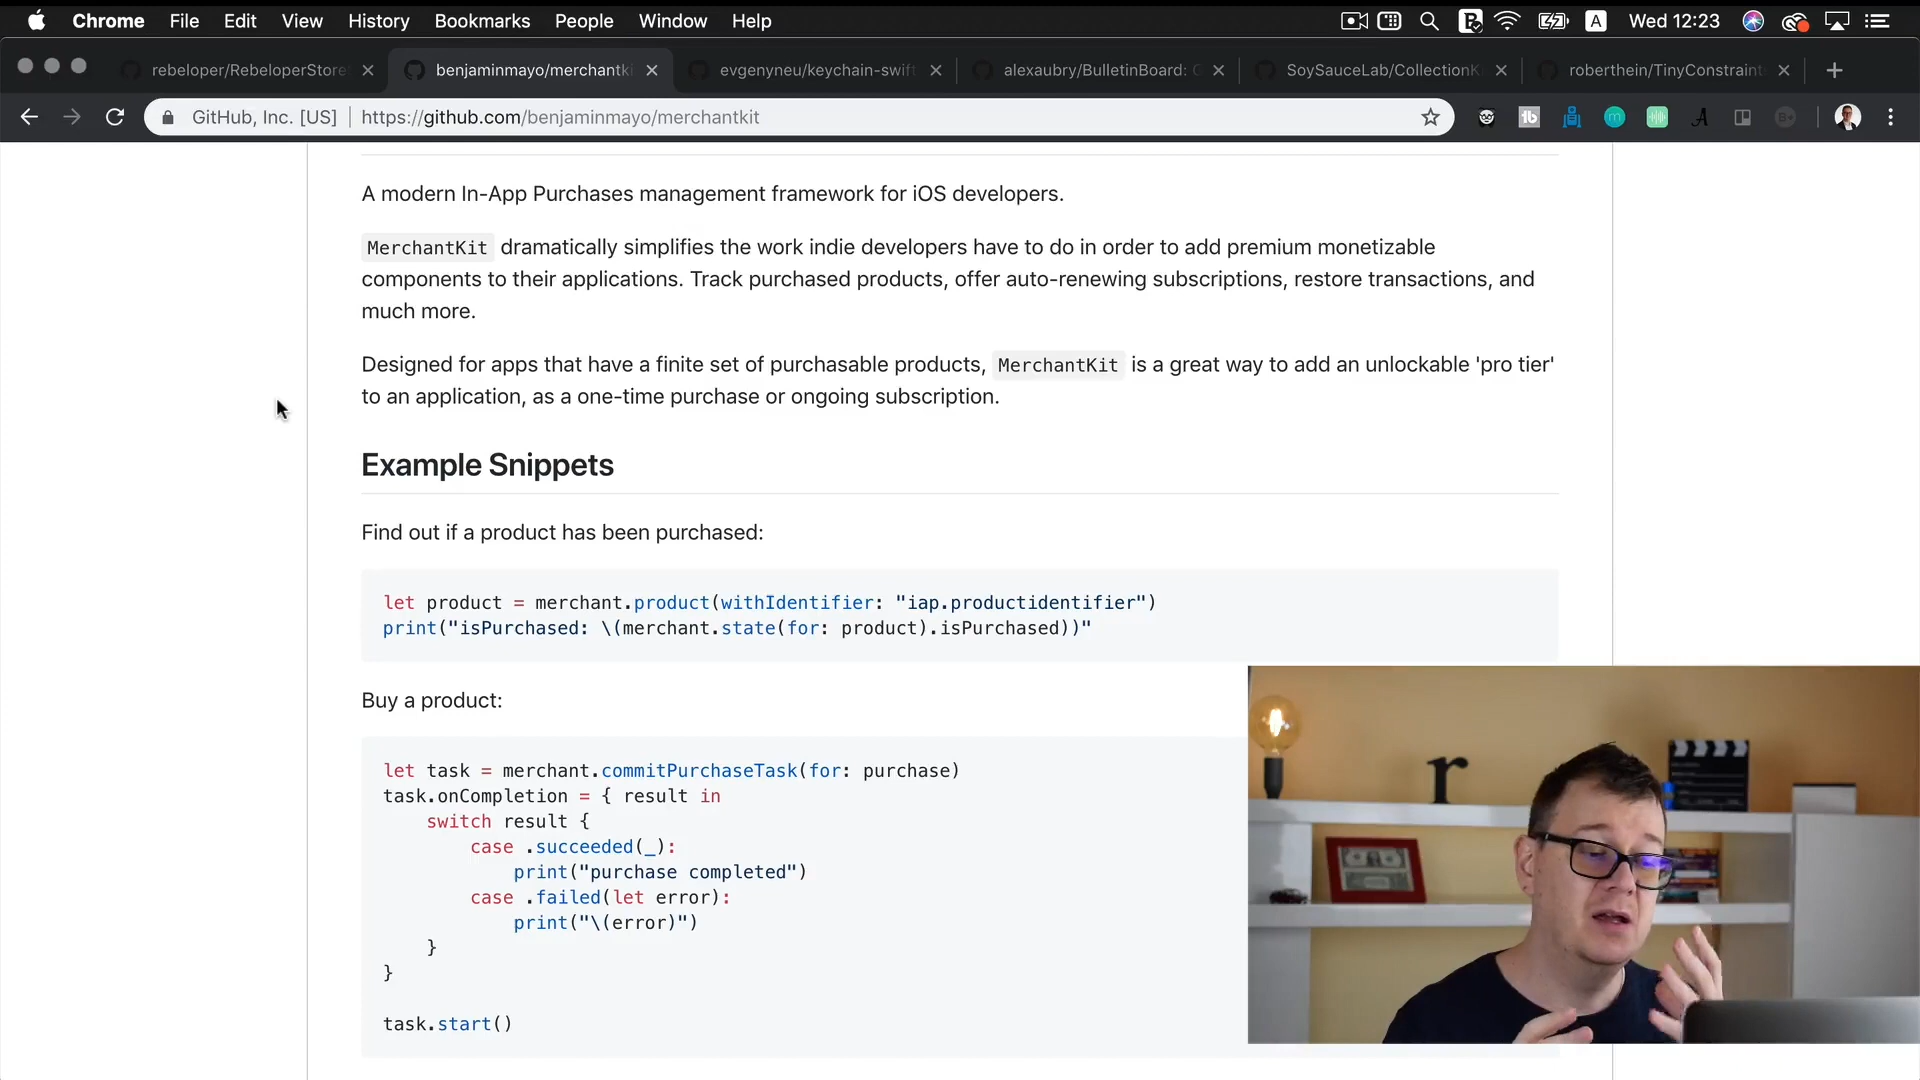 Chrome File Edit View History Bookmarks People Window Help
A Wed 12:23
rebeloper/RebeloperStore benjaminmayo/merchantki evgenyneu/keychain-swift alexaubry/BulletinBoard: SoySauceLab/CollectionK roberthein/TinyConstraint
GitHub, Inc. [US] https://github.com/benjaminmayo/merchantkit
A modern In-App Purchases management framework for iOS developers.
MerchantKit dramatically simplifies the work indie developers have to do in order to add premium monetizable
components to their applications. Track purchased products, offer auto-renewing subscriptions, restore transactions, and
much more.
Designed for apps that have a finite set of purchasable products, MerchantKit is a great way to add an unlockable 'pro tier'
to an application, as a one-time purchase or ongoing subscription.
Example Snippets
Find out if a product has been purchased:
let product = merchant.product(withIdentifier: "iap.productidentifier")
print("isPurchased: \(merchant.state(for: product).isPurchased))"
Buy a product:
let task = merchant.commitPurchaseTask(for: purchase)
task.onCompletion = { result in
switch result {
case .succeeded(_):
print("purchase completed")
case .failed(let error):
print("\(error)")
}
}
task.start()
r